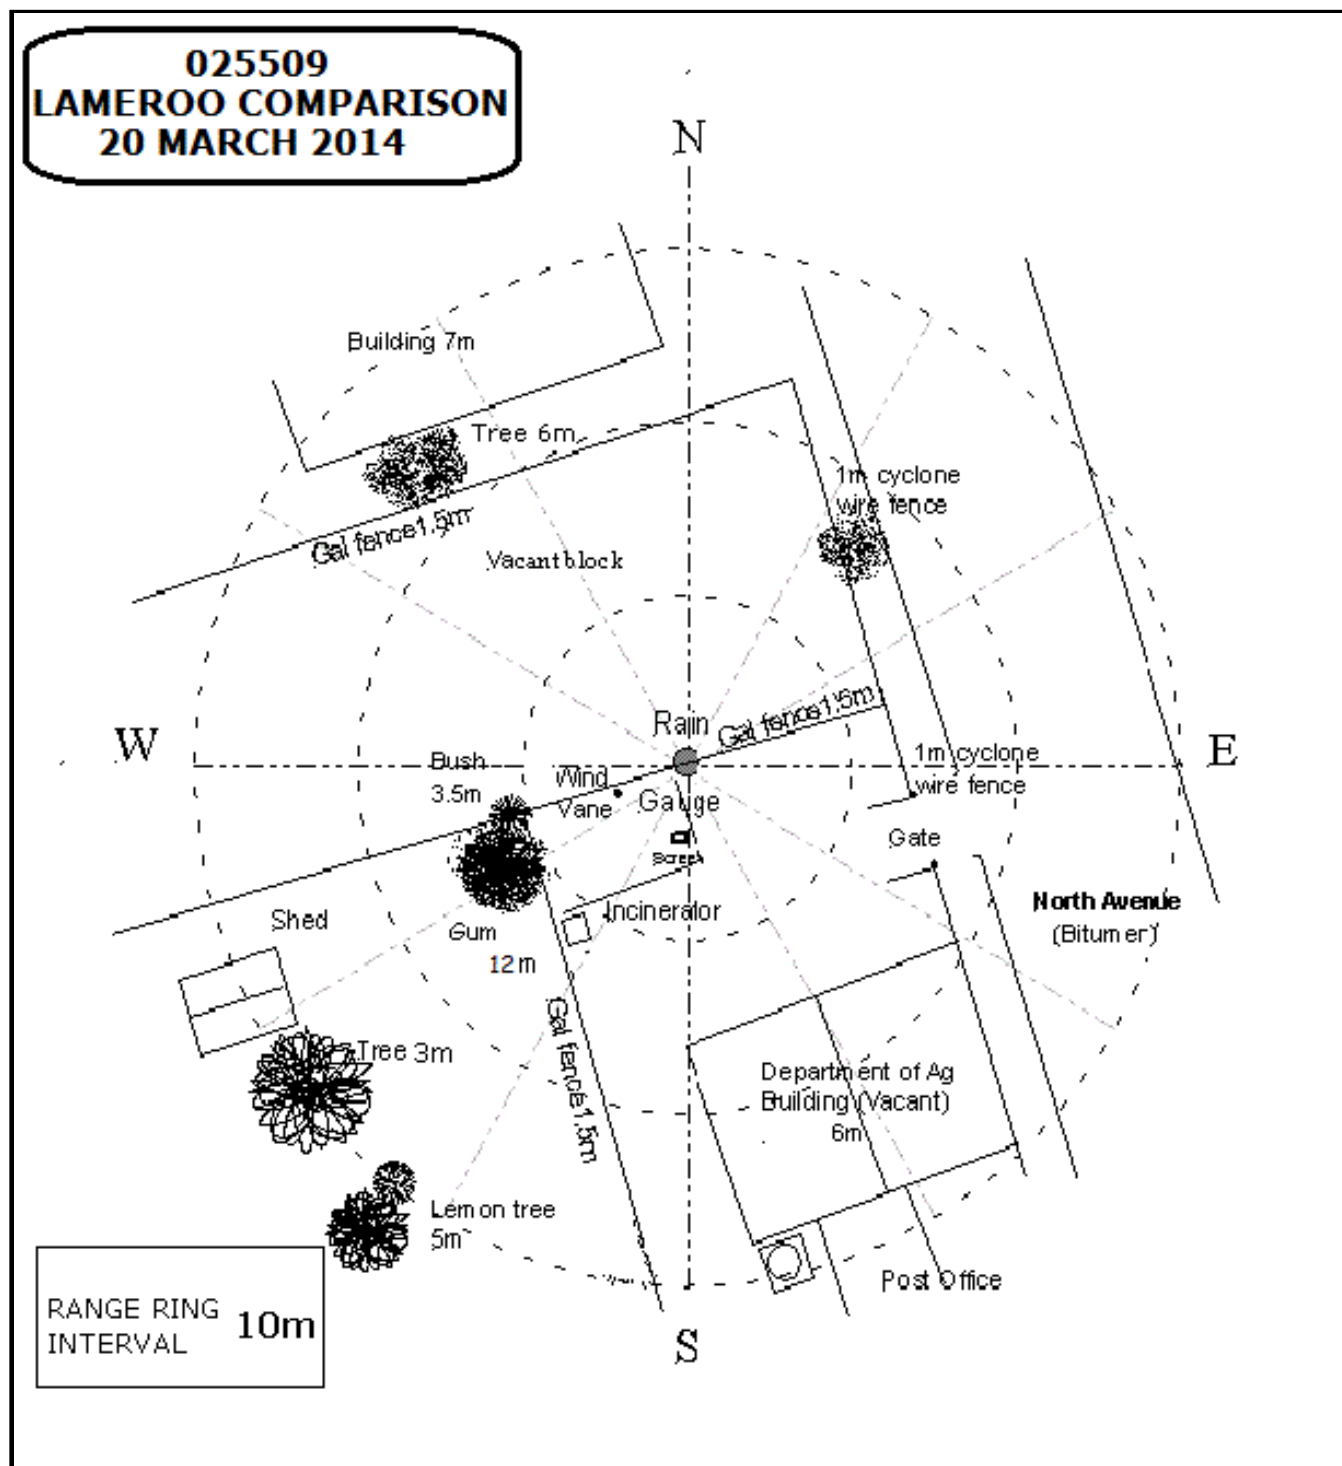 025509
LAMEROO COMPARISON
20 MARCH 2014
N
Building 7m
Tree 6m
1m cyclone
wire fence
Gal fence1.5m
Vacant block
Rain
Gal fence1.5m
W
E
Bush
3.5m
Wind
Vane
Gauge
1m cyclone
wire fence
Screen
Gate
Shed
Incinerator
North Avenue
(Bitumer)
Gum
12m
Gal fence1.5m
Tree 3m
Department of Ag
Building (Vacant)
6m
Lemon tree
5m
Post Office
RANGE RING
INTERVAL 10m
S